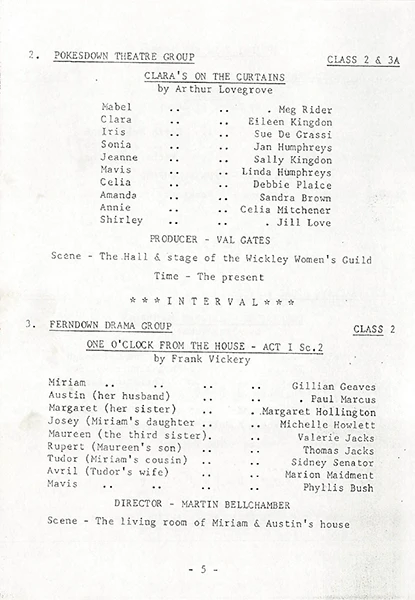 2. POKESDOWN THEATRE GROUP CLASS 2 & 3A
CLARA'S ON THE CURTAINS
by Arthur Lovegrove
Mabel .. .. . Meg Rider
Clara .. .. Eileen Kingdon
Iris .. .. Sue De Grassi
Sonia .. .. Jan Humphreys
Jeanne .. .. Sally Kingdon
Mavis .. .. Linda Humphreys
Celia .. .. Debbie Plaice
Amanda .. .. Sandra Brown
Annie .. .. Celia Mitchener
Shirley .. .. . Jill Love
PRODUCER - VAL GATES
Scene - The Hall & stage of the Wickley Women's Guild
Time - The present
* * * I N T E R V A L * * *
3. FERNDOWN DRAMA GROUP CLASS 2
ONE O'CLOCK FROM THE HOUSE - ACT I Sc.2
by Frank Vickery
Miriam .. .. .. .. Gillian Geaves
Austin (her husband) .. .. . Paul Marcus
Margaret (her sister) .. .. .Margaret Hollington
Josey (Miriam's daughter .. .. Michelle Howlett
Maureen (the third sister). .. Valerie Jacks
Rupert (Maureen's son) .. .. Thomas Jacks
Tudor (Miriam's cousin) .. .. Sidney Senator
Avril (Tudor's wife) .. .. Marion Maidment
Mavis .. .. .. .. Phyllis Bush
DIRECTOR - MARTIN BELLCHAMBER
Scene - The living room of Miriam & Austin's house
- 5 -